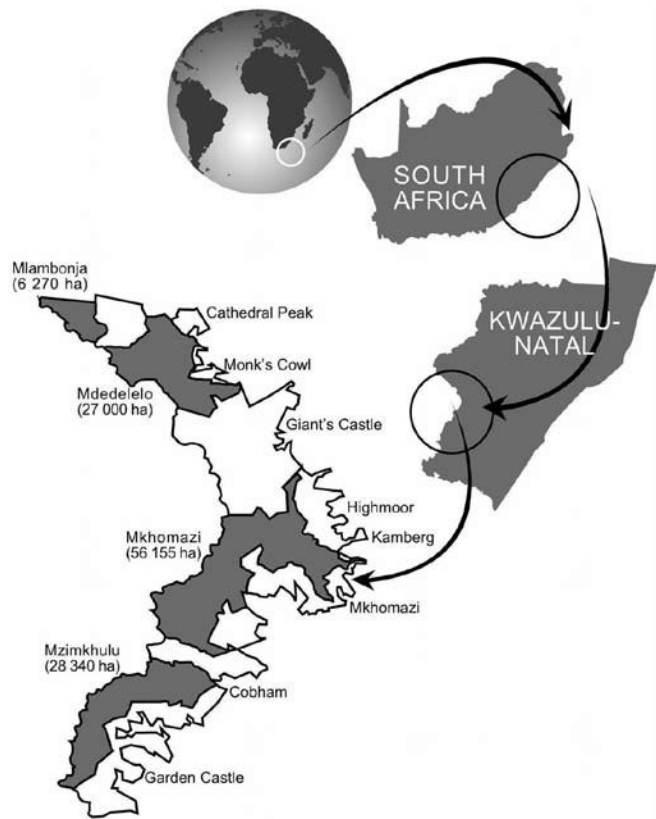 SOUTH
AFRICA
KWAZULU-
NATAL
Mlambonja
(6 270 ha)
Cathedral Peak
Monk's Cowl
Mdedelelo
(27 000 ha)
Giant's Castle
Highmoor
Kamberg
Mkhomazi
(56 155 ha)
Mkhomazi
Mzimkhulu
(28 340 ha)
Cobham
Garden Castle